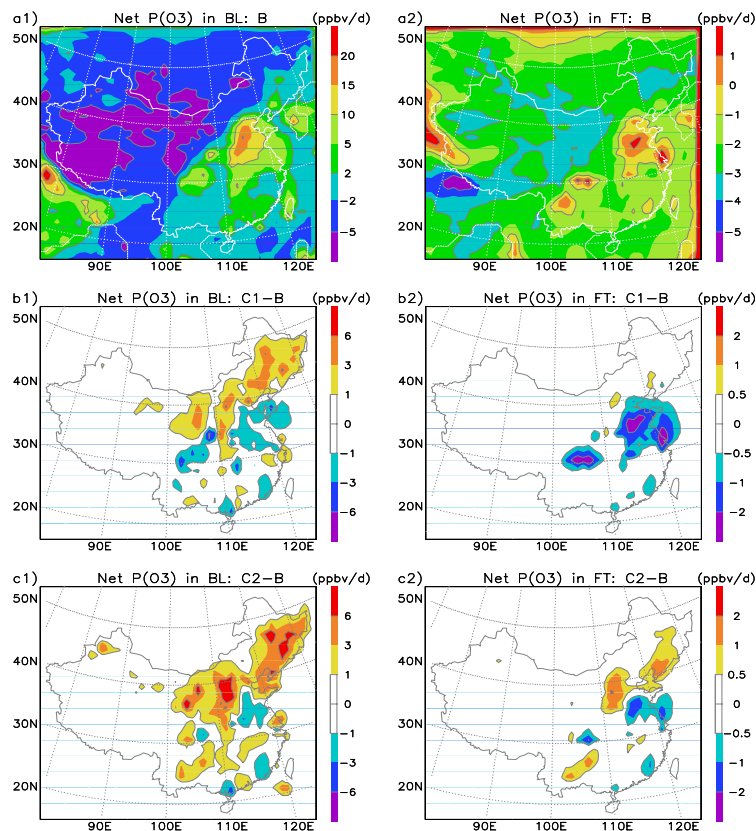 a1) Net P(O3) in BL: B (ppbv/d)
a2) Net P(O3) in FT: B (ppbv/d)
50N
40N
30N
20N
90E 100E 110E 120E
20
15
10
5
2
−2
−5
50N
40N
30N
20N
90E 100E 110E 120E
1
0
−1
−2
−3
−4
−5
b1) Net P(O3) in BL: C1−B (ppbv/d)
b2) Net P(O3) in FT: C1−B (ppbv/d)
50N
40N
30N
20N
90E 100E 110E 120E
6
3
1
0
−1
−3
−6
50N
40N
30N
20N
90E 100E 110E 120E
2
1
0.5
0
−0.5
−1
−2
c1) Net P(O3) in BL: C2−B (ppbv/d)
c2) Net P(O3) in FT: C2−B (ppbv/d)
50N
40N
30N
20N
90E 100E 110E 120E
6
3
1
0
−1
−3
−6
50N
40N
30N
20N
90E 100E 110E 120E
2
1
0.5
0
−0.5
−1
−2